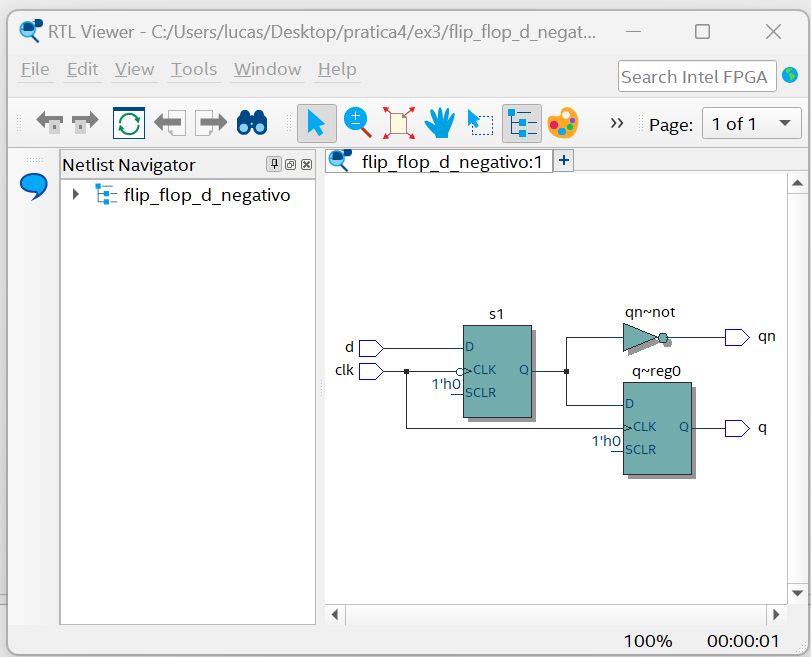 RTL Viewer - C:/Users/lucas/Desktop/pratica4/ex3/flip_flop_d_negat...
File Edit View Tools Window Help
Search Intel FPGA
Page: 1 of 1
Netlist Navigator
flip_flop_d_negativo:1
flip_flop_d_negativo
s1
qn~not
d
D
qn
clk
CLK
Q
q~reg0
1'h0
SCLR
D
CLK
Q
q
1'h0
SCLR
100%
00:00:01